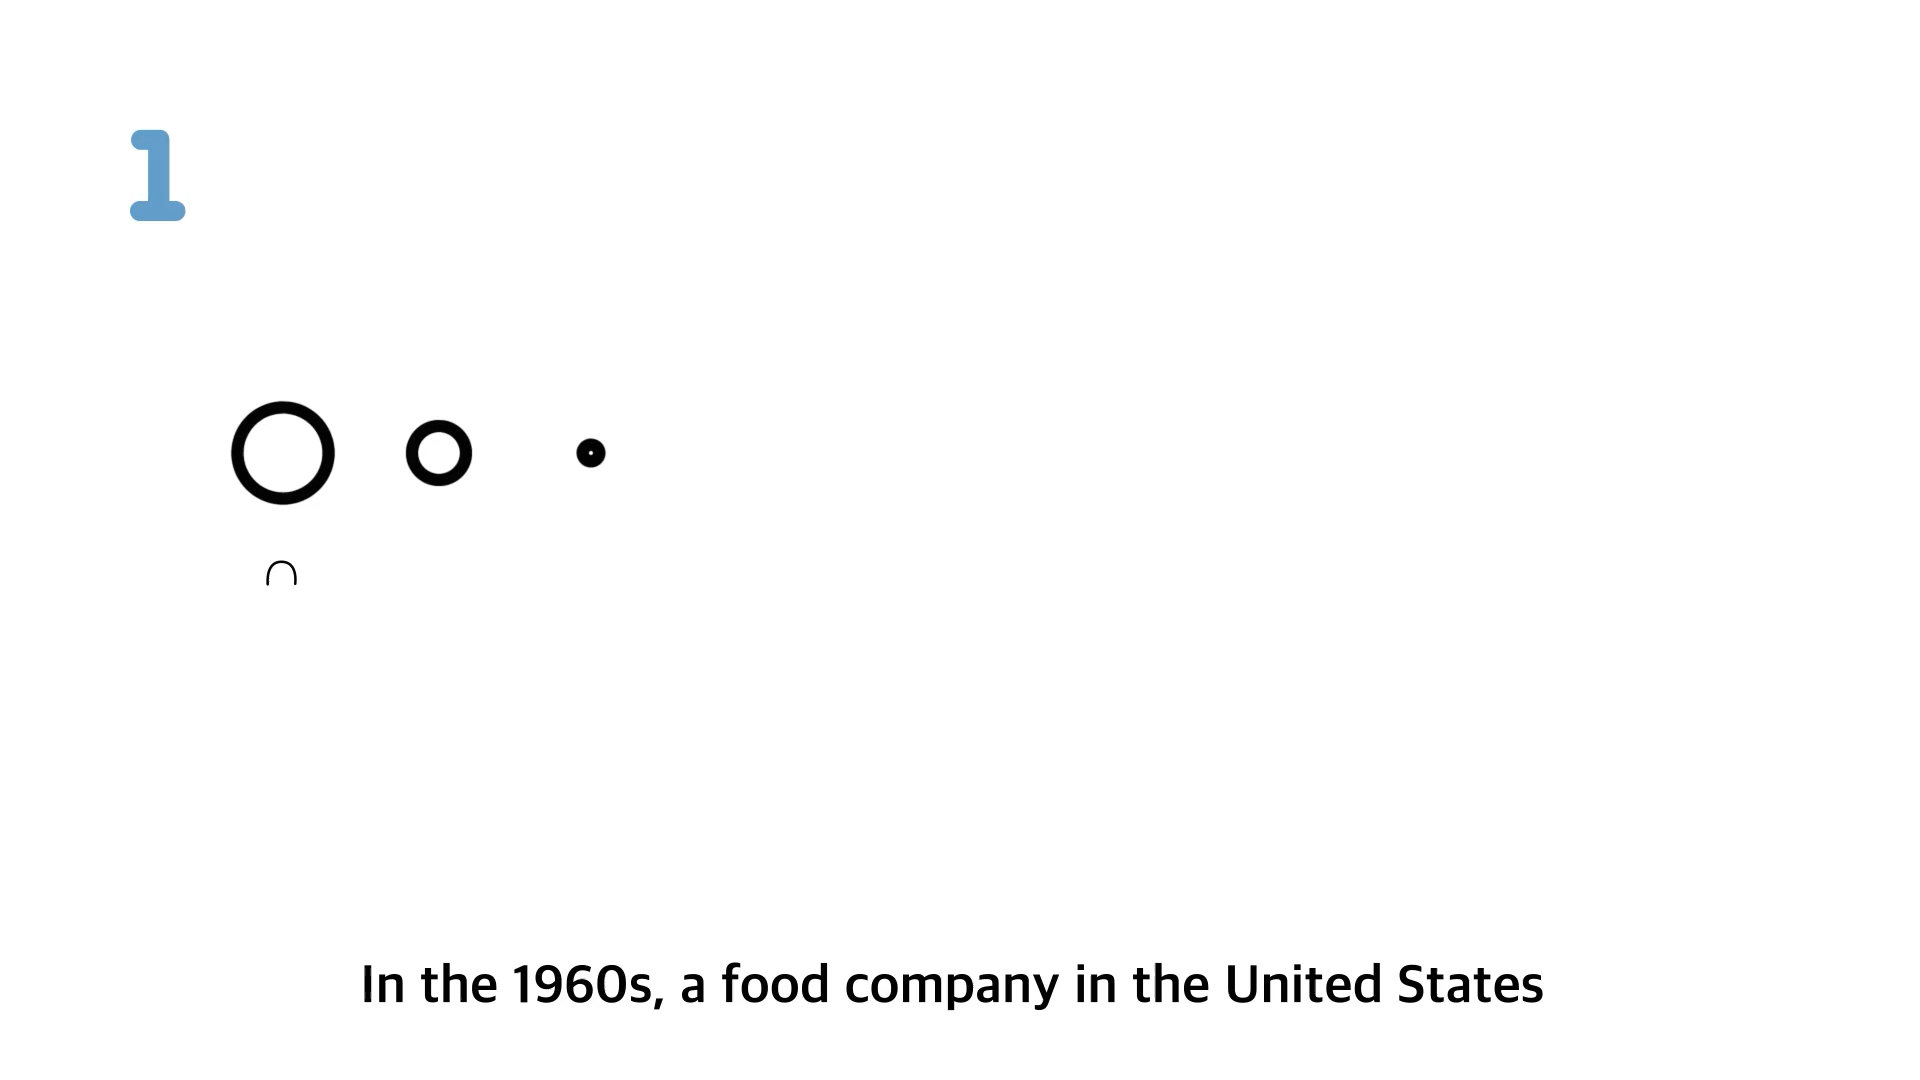 1
In the 1960s, a food company in the United States